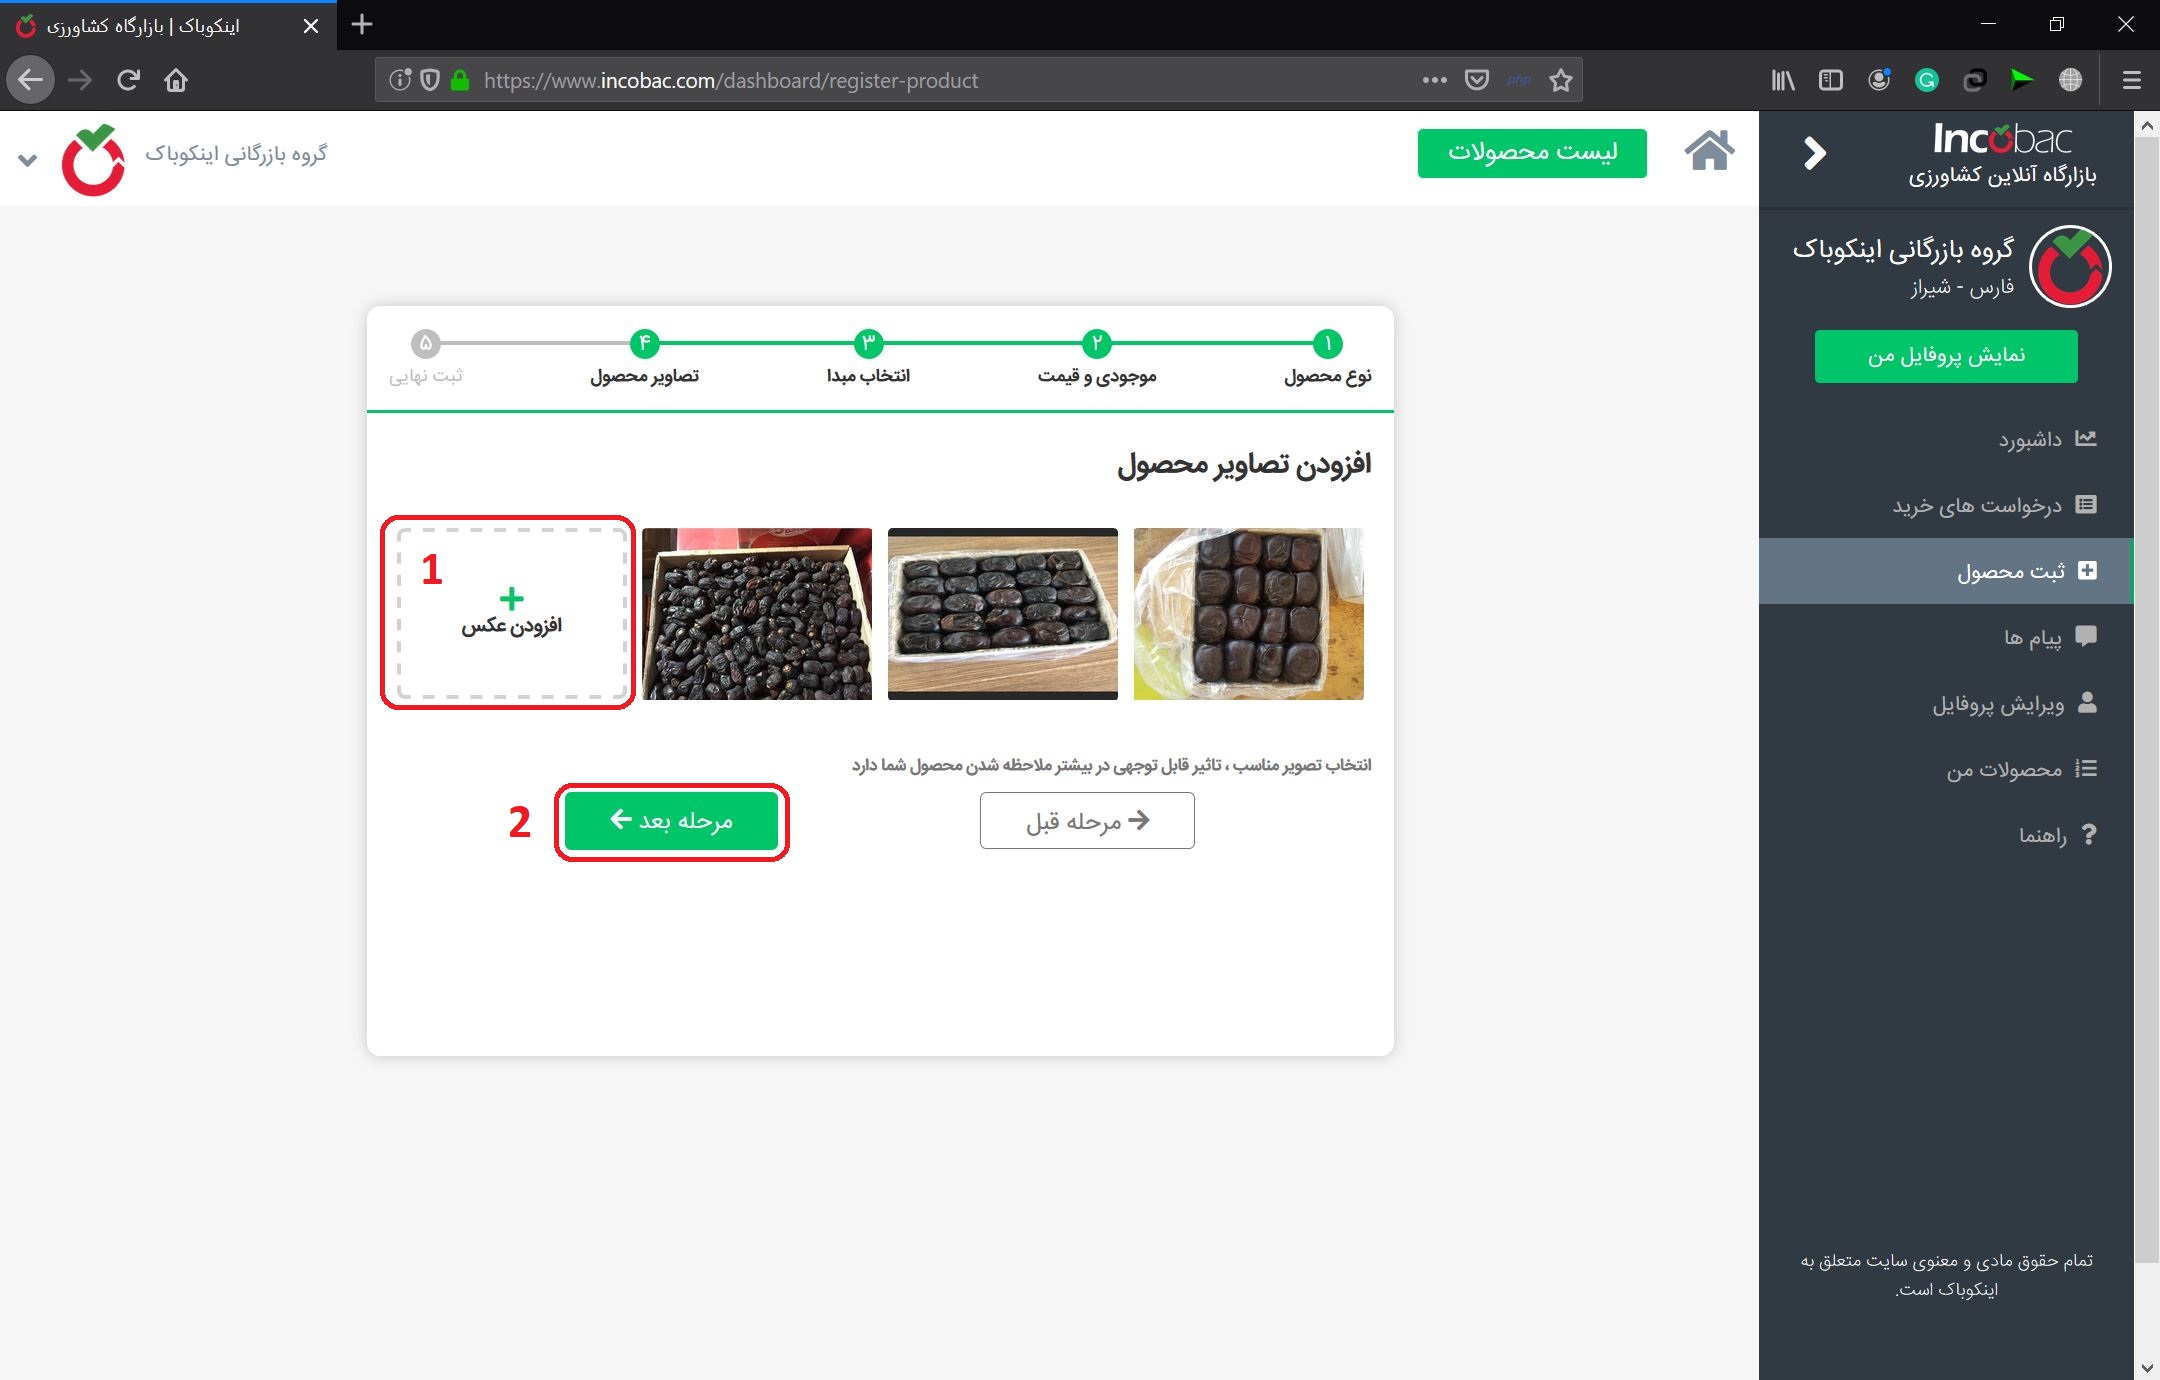 اینکوباک | بازارگاه کشاورزی
https://www.incobac.com/dashboard/register-product
php
Incobac
بازارگاه آنلاین کشاورزی
لیست محصولات
گروه بازرگانی اینکوباک
گروه بازرگانی اینکوباک
فارس - شیراز
نمایش پروفایل من
داشبورد
درخواست های خرید
ثبت محصول
پیام ها
ویرایش پروفایل
محصولات من
راهنما
تمام حقوق مادی و معنوی سایت متعلق به
اینکوباک است.
۱ ۲ ۳ ۴ ۵
نوع محصول موجودی و قیمت انتخاب مبدا تصاویر محصول ثبت نهایی
افزودن تصاویر محصول
1
افزودن عکس
انتخاب تصویر مناسب ، تاثیر قابل توجهی در بیشتر ملاحظه شدن محصول شما دارد
مرحله قبل
مرحله بعد
2